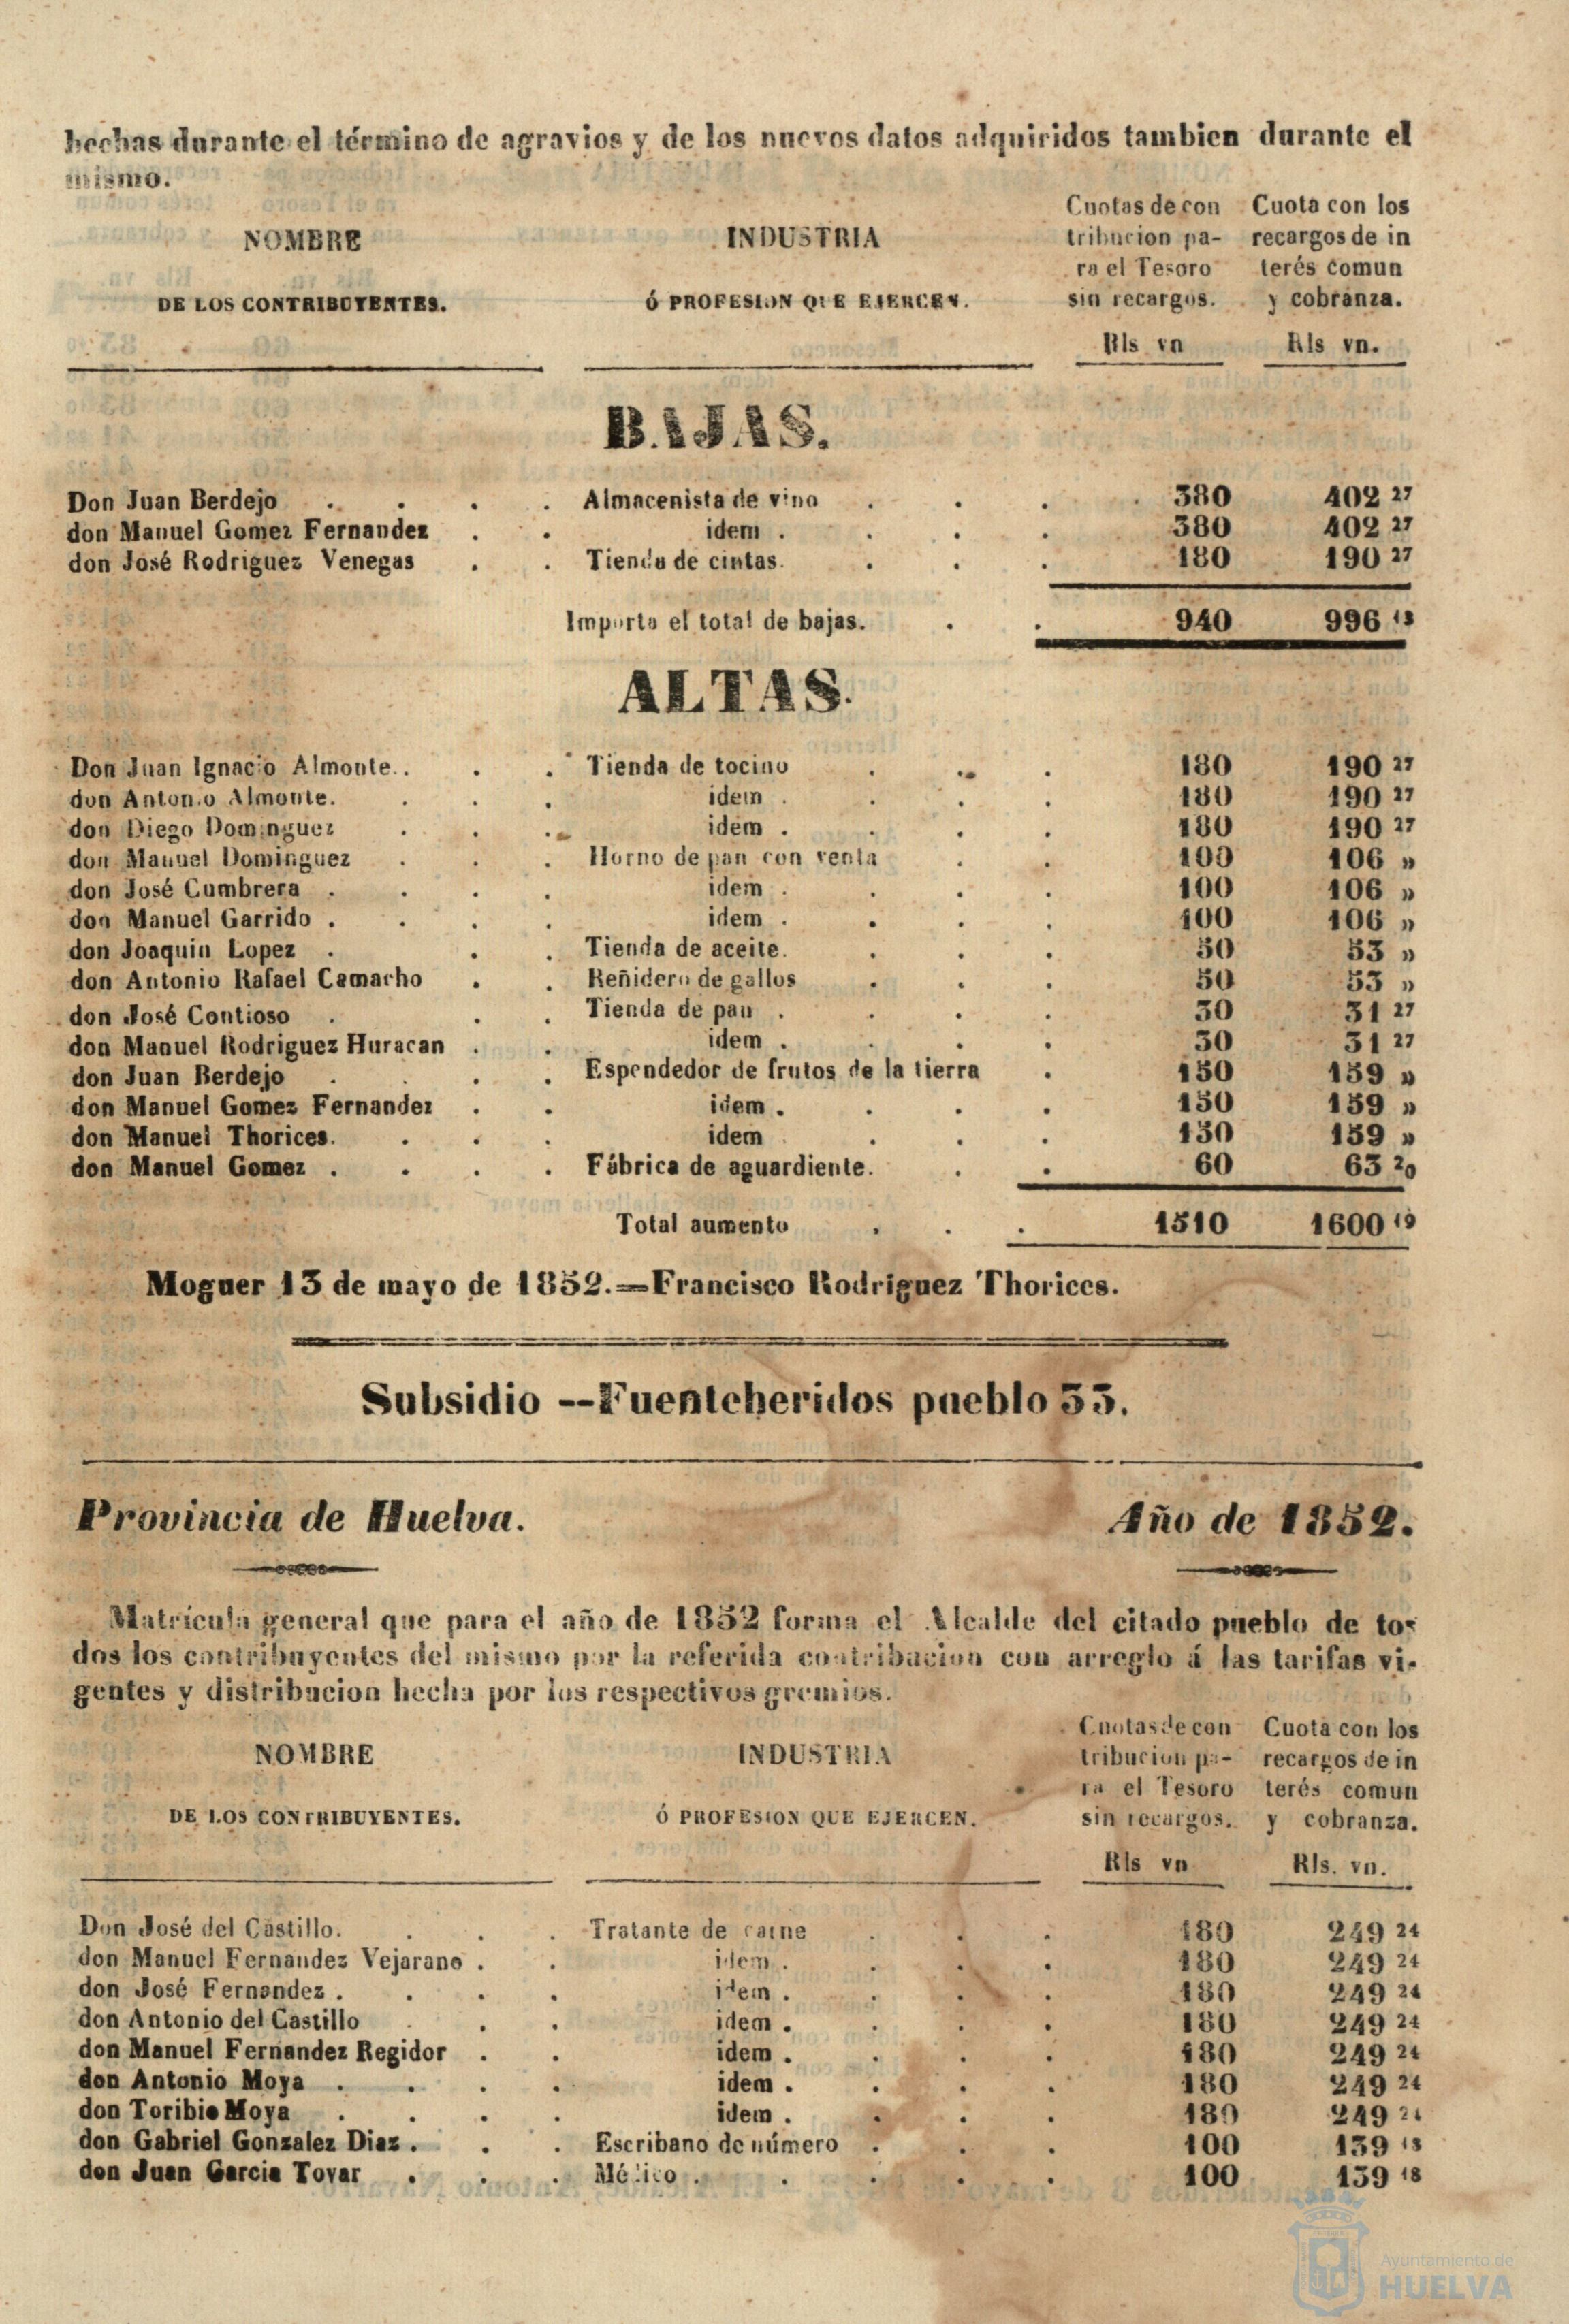 hechas durante el término de agravios y de los nuevos datos adquiridos tambien durante el
mismo.
NOMBRE
DE LOS CONTRIBUYENTES.
INDUSTRIA
Ó PROFESION QUE EJERCEN.
Cuotas de con
tribucion pa-
ra el Tesoro
sin recargos.
Rls vn
Cuota con los
recargos de in
terés comun
y cobranza.
Rls vn.
BAJAS.
Don Juan Berdejo . . . . Almacenista de vino . . . 380 402 27
don Manuel Gomez Fernandez . . idem . . . . 380 402 27
don José Rodriguez Venegas . . Tienda de cintas. . . . 180 190 27
Importa el total de bajas. . . 940 996 13
ALTAS.
Don Juan Ignacio Almonte. . . . Tienda de tocino . . . 180 190 27
don Antonio Almonte. . . . idem . . . . 180 190 27
don Diego Dominguez . . . idem . . . . 180 190 27
don Manuel Dominguez . . . Horno de pan con venta . . 100 106 »
don José Cumbrera . . . . idem . . . . 100 106 »
don Manuel Garrido . . . . idem . . . . 100 106 »
don Joaquin Lopez . . . Tienda de aceite. . . . 50 53 »
don Antonio Rafael Camacho . . Reñidero de gallos . . . 50 53 »
don José Contioso . . . Tienda de pan . . . . 30 31 27
don Manuel Rodriguez Huracan . . idem . . . . 30 31 27
don Juan Berdejo . . . . Espendedor de frutos de la tierra . 150 159 »
don Manuel Gomez Fernandez . . idem . . . . 150 159 »
don Manuel Thorices. . . . idem . . . . 150 159 »
don Manuel Gomez . . . . Fábrica de aguardiente. . . 60 63 20
Total aumento . . . 1510 1600 19
Moguer 13 de mayo de 1852.=Francisco Rodriguez Thorices.
Subsidio --Fuenteheridos pueblo 33.
Provincia de Huelva.
Año de 1852.
Matrícula general que para el año de 1852 forma el Alcalde del citado pueblo de to-
dos los contribuyentes del mismo por la referida contribucion con arreglo á las tarifas vi-
gentes y distribucion hecha por los respectivos gremios.
NOMBRE
DE LOS CONTRIBUYENTES.
INDUSTRIA
Ó PROFESION QUE EJERCEN.
Cuotas de con
tribucion pa-
ra el Tesoro
sin recargos.
Rls vn
Cuota con los
recargos de in
terés comun
y cobranza.
Rls. vn.
Don José del Castillo. . . . Tratante de carne . . . 180 249 24
don Manuel Fernandez Vejarano . . idem . . . . 180 249 24
don José Fernandez . . . . idem . . . . 180 249 24
don Antonio del Castillo . . . idem . . . . 180 249 24
don Manuel Fernandez Regidor . . idem . . . . 180 249 24
don Antonio Moya . . . . idem . . . . 180 249 24
don Toribio Moya . . . . idem . . . . 180 249 24
don Gabriel Gonzalez Diaz . . . Escribano de número . . . 100 139 18
don Juan Garcia Tovar . . . Médico . . . . . 100 139 18
Ayuntamiento de
HUELVA